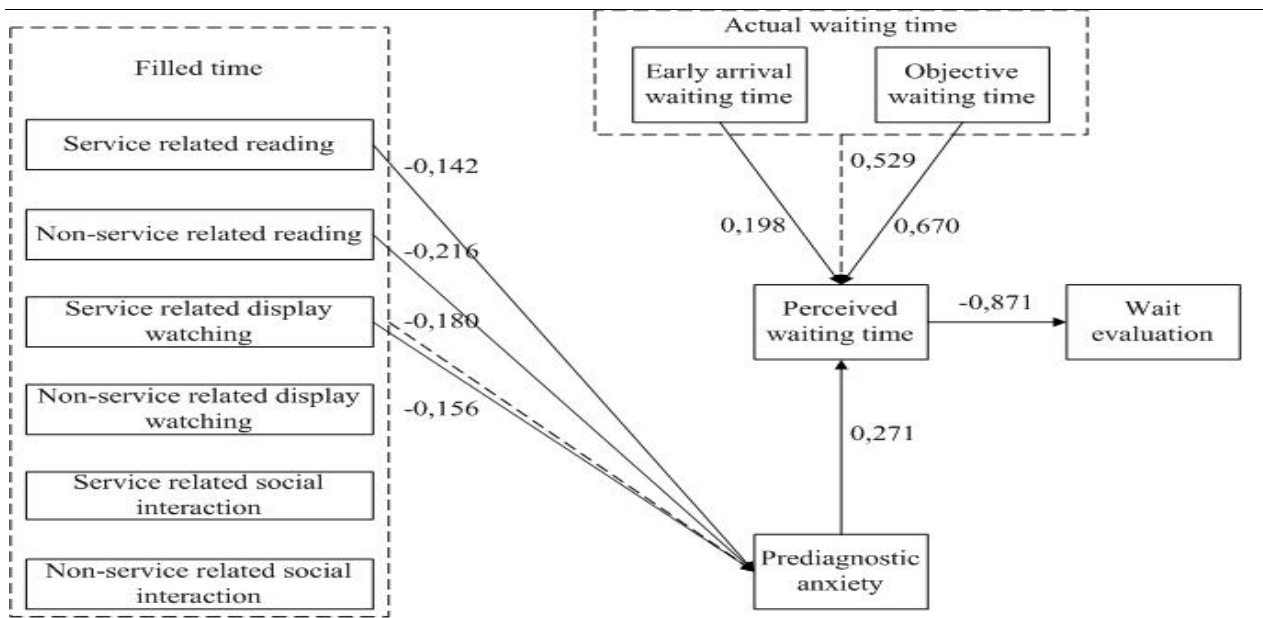 Filled time
Service related reading
Non-service related reading
Service related display
watching
Non-service related display
watching
Service related social
interaction
Non-service related social
interaction
-0,142
-0,216
-0,180
-0,156
Actual waiting time
Early arrival
waiting time
Objective
waiting time
0,529
0,198
0,670
Perceived
waiting time
-0,871
Wait
evaluation
0,271
Prediagnostic
anxiety